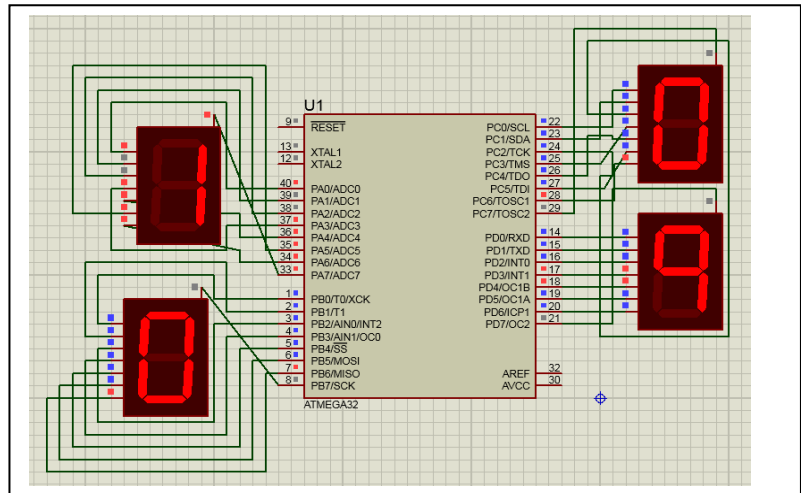 U1
9 RESET
13 XTAL1
12 XTAL2
40 PA0/ADC0
39 PA1/ADC1
38 PA2/ADC2
37 PA3/ADC3
36 PA4/ADC4
35 PA5/ADC5
34 PA6/ADC6
33 PA7/ADC7
1 PB0/T0/XCK
2 PB1/T1
3 PB2/AIN0/INT2
4 PB3/AIN1/OC0
5 PB4/SS
6 PB5/MOSI
7 PB6/MISO
8 PB7/SCK
PC0/SCL 22
PC1/SDA 23
PC2/TCK 24
PC3/TMS 25
PC4/TDO 26
PC5/TDI 27
PC6/TOSC1 28
PC7/TOSC2 29
PD0/RXD 14
PD1/TXD 15
PD2/INT0 16
PD3/INT1 17
PD4/OC1B 18
PD5/OC1A 19
PD6/ICP1 20
PD7/OC2 21
AREF 32
AVCC 30
ATMEGA32
1
0
0
9